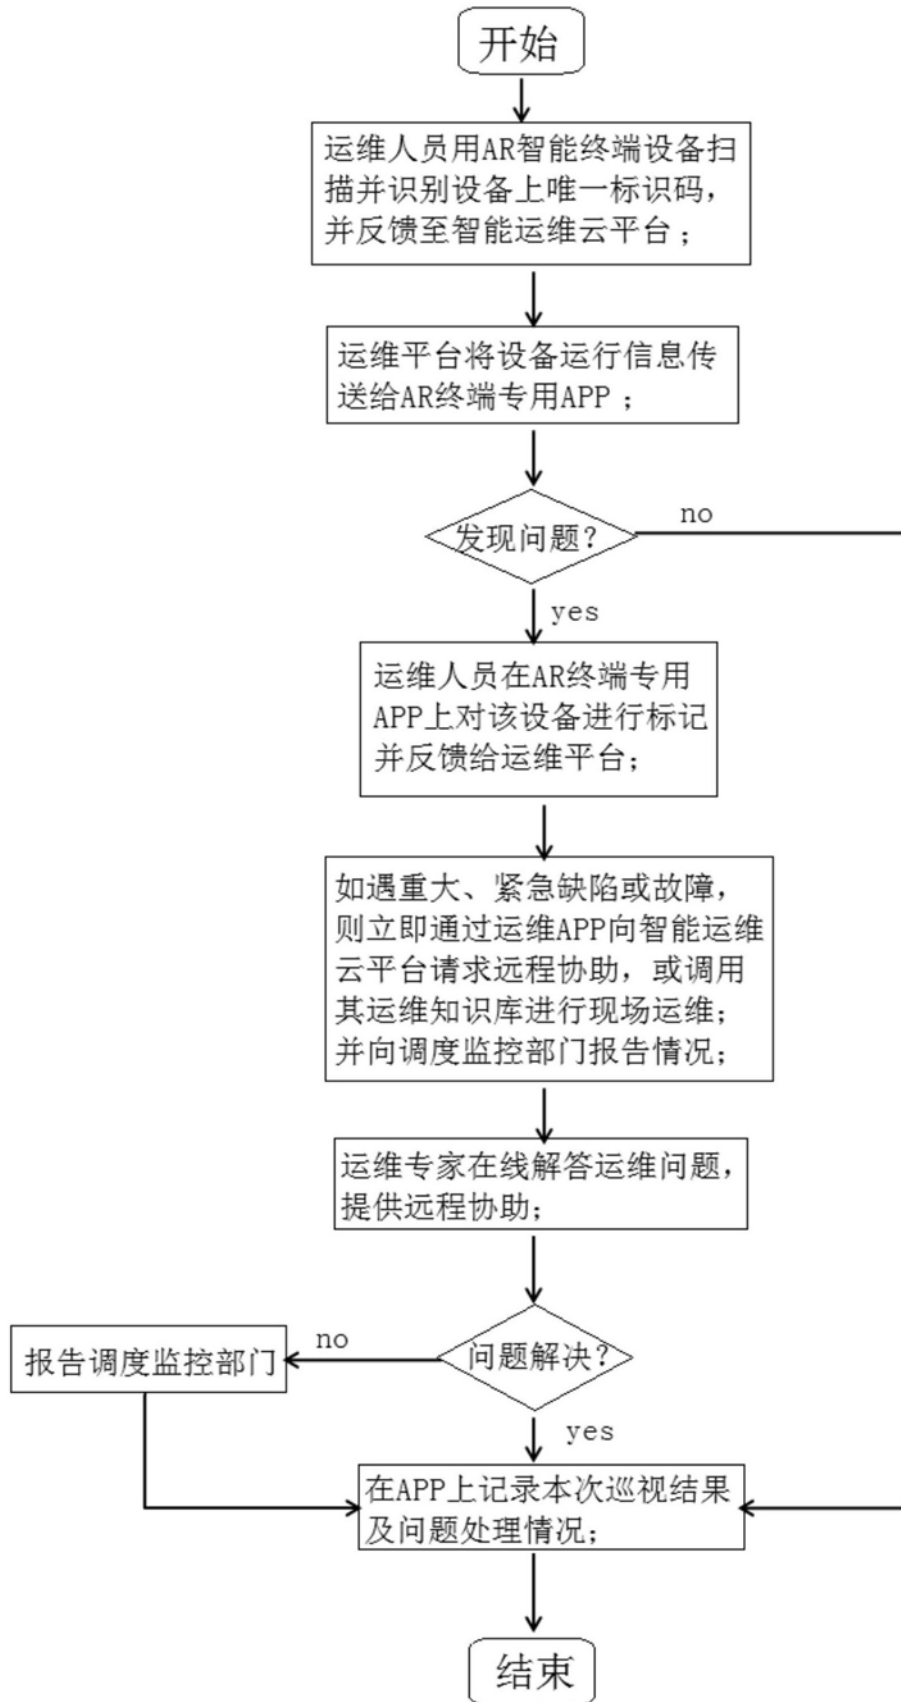 开始
运维人员用AR智能终端设备扫
描并识别设备上唯一标识码，
并反馈至智能运维云平台；
运维平台将设备运行信息传
送给AR终端专用APP；
发现问题？
no
yes
运维人员在AR终端专用
APP上对该设备进行标记
并反馈给运维平台；
如遇重大、紧急缺陷或故障，
则立即通过运维APP向智能运维
云平台请求远程协助，或调用
其运维知识库进行现场运维；
并向调度监控部门报告情况；
运维专家在线解答运维问题，
提供远程协助；
问题解决？
no
报告调度监控部门
yes
在APP上记录本次巡视结果
及问题处理情况；
结束